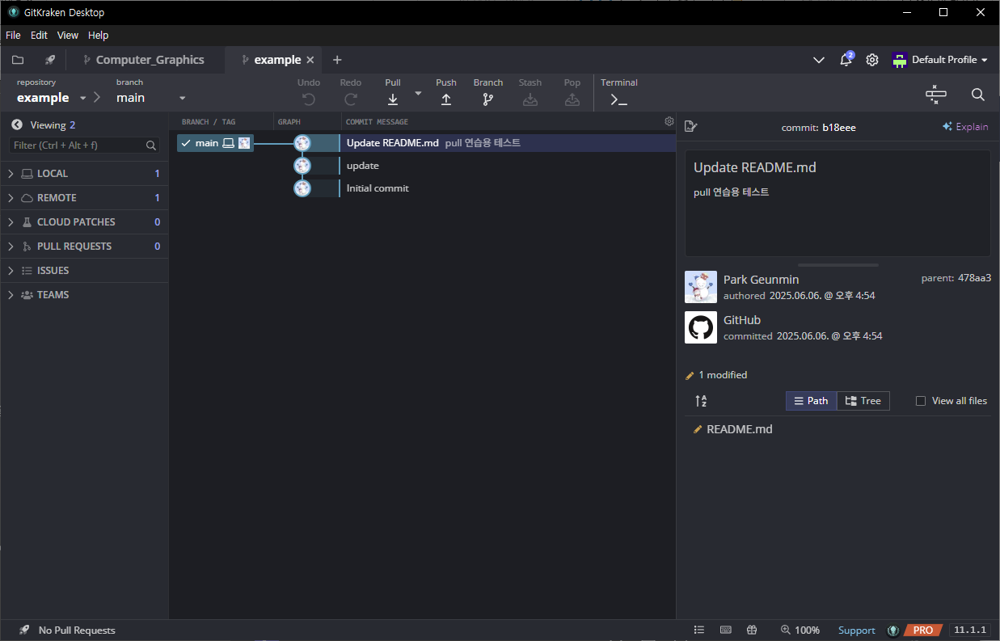 GitKraken Desktop
File Edit View Help
Computer_Graphics example
2 Default Profile
repository branch
example main
Undo Redo Pull Push Branch Stash Pop Terminal
Viewing 2
Filter (Ctrl + Alt + f)
LOCAL 1
REMOTE 1
CLOUD PATCHES 0
PULL REQUESTS 0
ISSUES
TEAMS
BRANCH / TAG GRAPH COMMIT MESSAGE
main Update README.md pull 연습용 테스트
update
Initial commit
commit: b18eee Explain
Update README.md
pull 연습용 테스트
Park Geunmin parent: 478aa3
authored 2025.06.06. @ 오후 4:54
GitHub
committed 2025.06.06. @ 오후 4:54
1 modified
Path Tree View all files
README.md
No Pull Requests 100% Support PRO 11.1.1